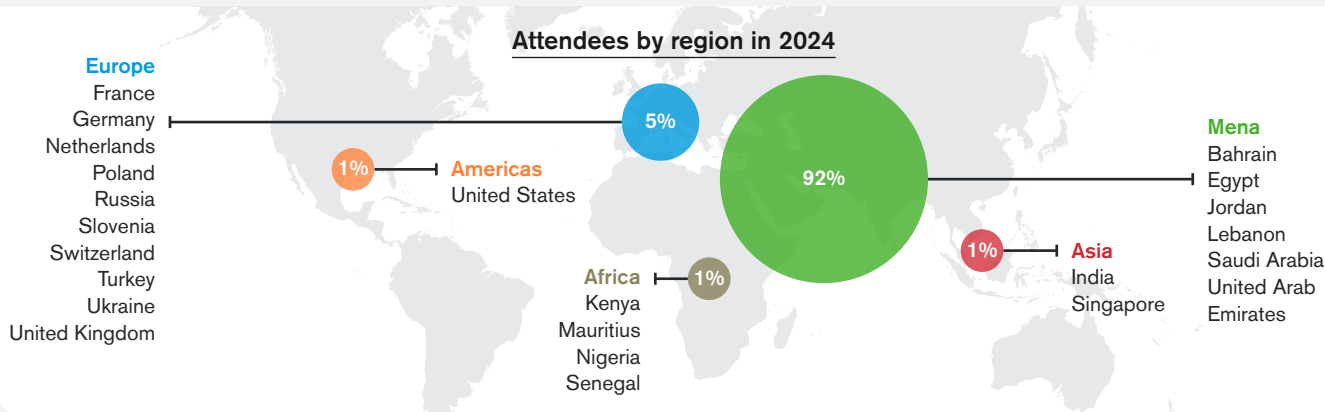 Attendees by region in 2024
Europe
France
Germany
Netherlands
Poland
Russia
Slovenia
Switzerland
Turkey
Ukraine
United Kingdom
5%
1%
Americas
United States
92%
Mena
Bahrain
Egypt
Jordan
Lebanon
Saudi Arabia
United Arab
Emirates
Africa
Kenya
Mauritius
Nigeria
Senegal
1%
1%
Asia
India
Singapore